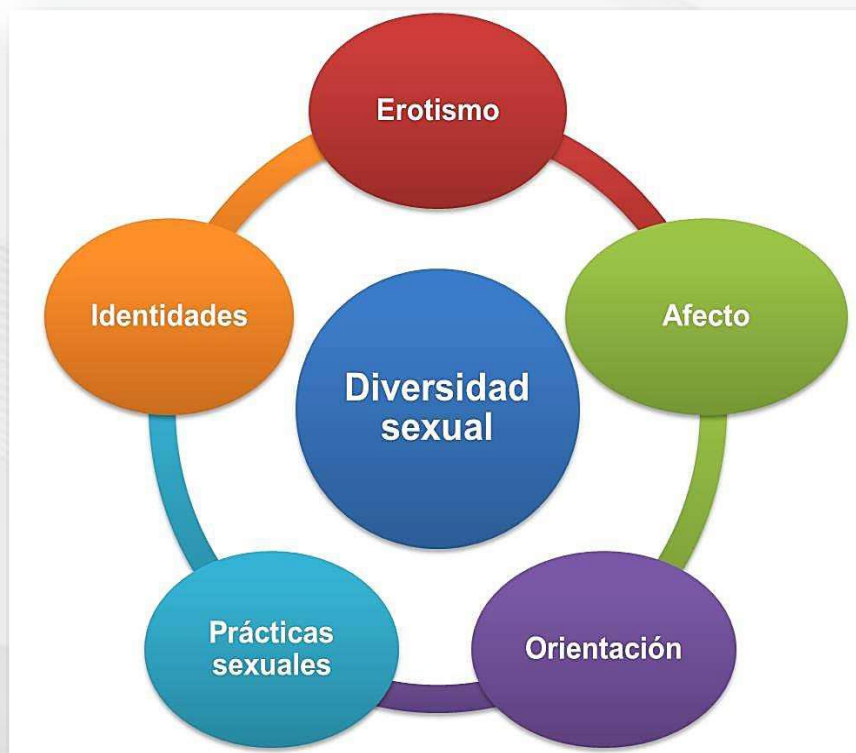 Erotismo
Identidades
Afecto
Diversidad
sexual
Prácticas
sexuales
Orientación